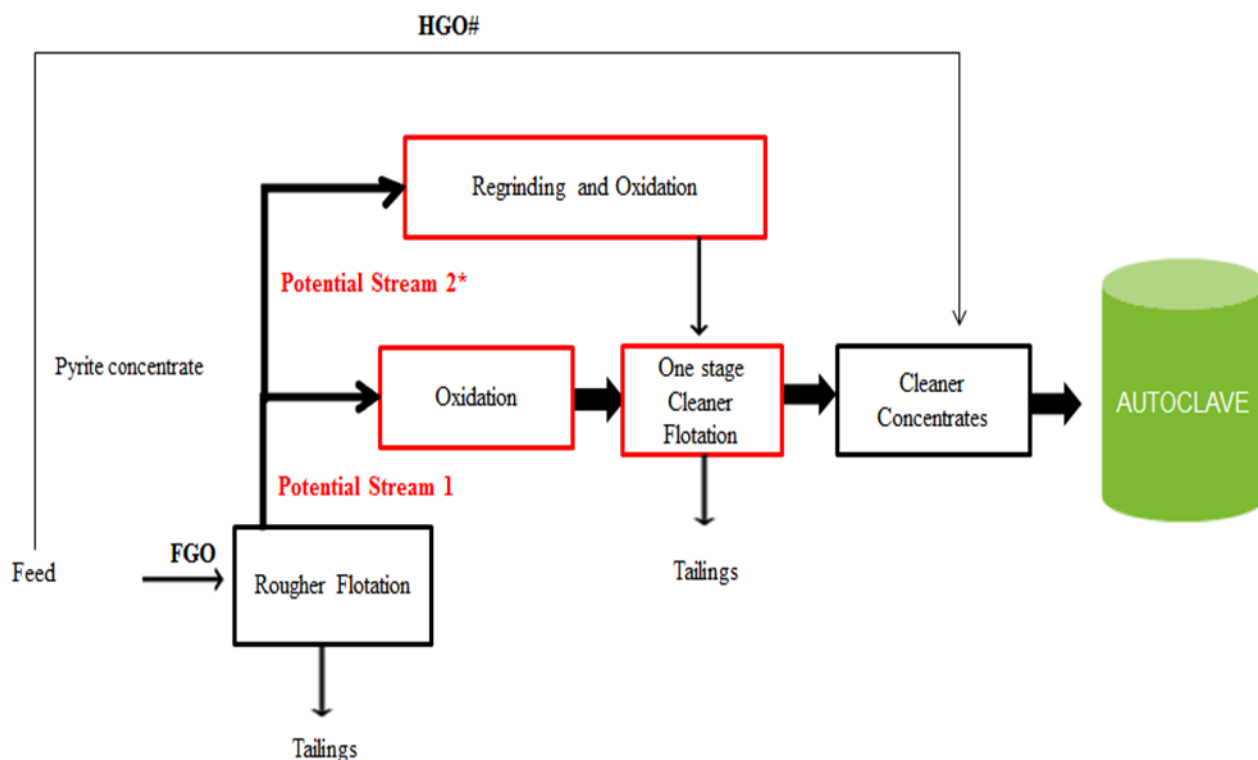 HGO#
Regrinding and Oxidation
Potential Stream 2*
Pyrite concentrate
Oxidation
One stage
Cleaner
Flotation
Cleaner
Concentrates
AUTOCLAVE
Potential Stream 1
FGO
Feed
Rougher Flotation
Tailings
Tailings